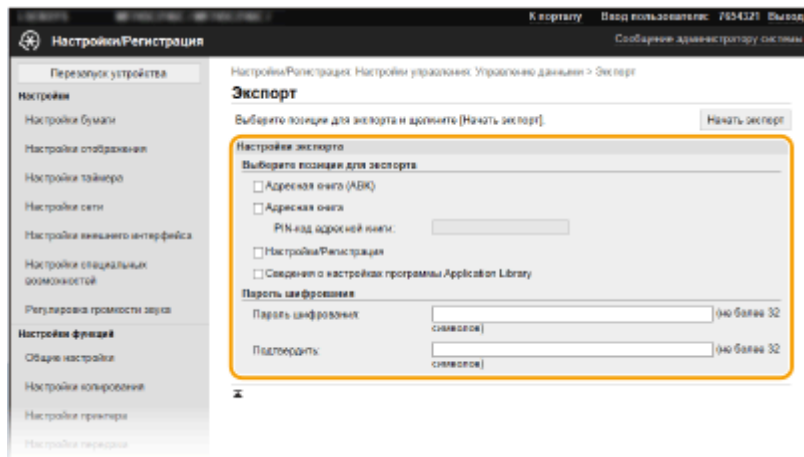 К порталу Ввод пользователя: 7654321 Выход
Настройки/Регистрация
Сообщение администратору системы
Перезапуск устройства
Настройки/Регистрация: Настройки управления: Управление данными > Экспорт
Настройки
Экспорт
Настройки бумаги
Выберите позиции для экспорта и щелкните [Начать экспорт].
Начать экспорт
Настройки отображения
Настройки экспорта
Выберите позиции для экспорта
Настройки таймера
Адресная книга (ABK)
Настройки сети
Адресная книга
Настройки внешнего интерфейса
PIN-код адресной книги:
Настройки/Регистрация
Настройки специальных
возможностей
Сведения о настройках программы Application Library
Регулировка громкости звука
Пароль шифрования
Пароль шифрования: (не более 32
символов)
Настройки функций
Общие настройки
Подтвердить: (не более 32
символов)
Настройки копирования
Настройки принтера
Настройки передачи